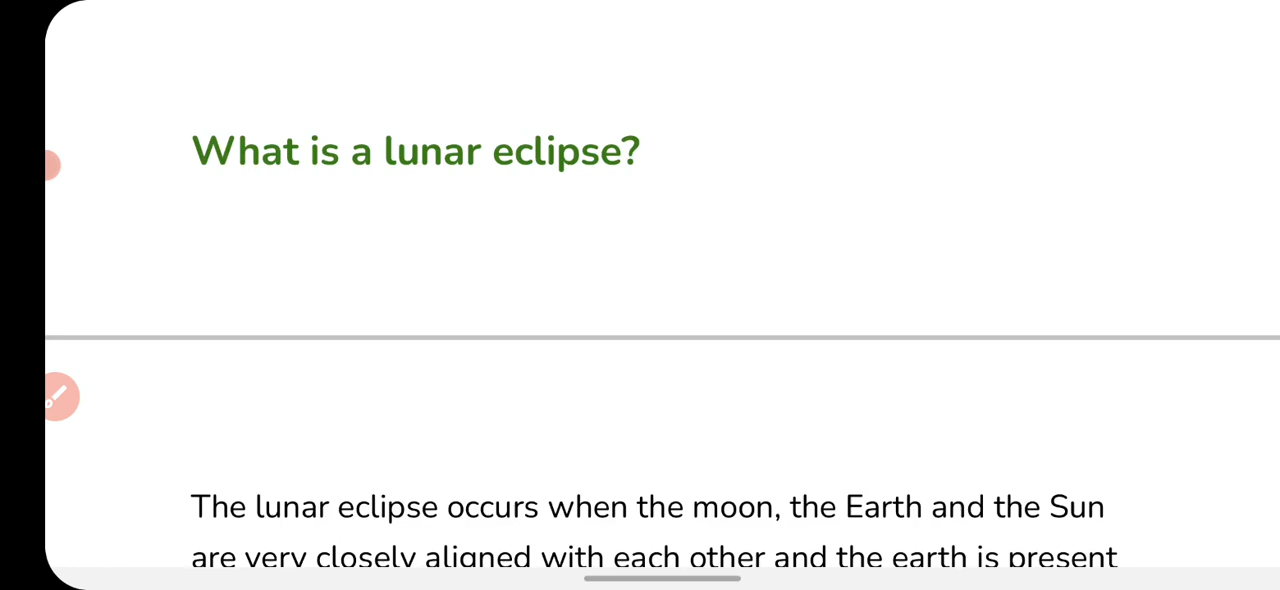 What is a lunar eclipse?
The lunar eclipse occurs when the moon, the Earth and the Sun
are very closely aligned with each other and the earth is present